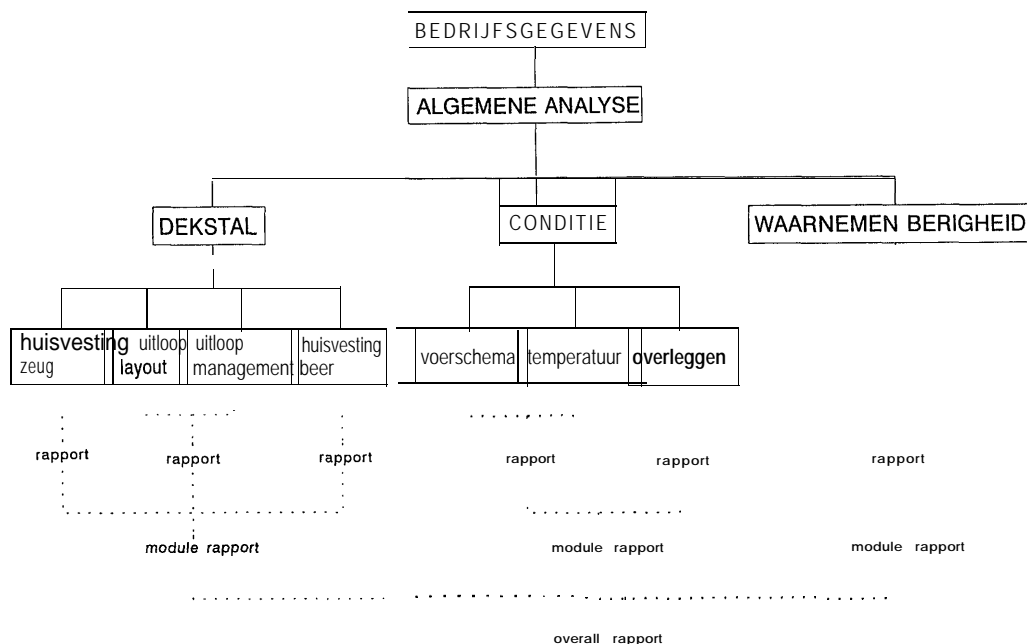 BEDRIJFSGEGEVENS
ALGEMENE ANALYSE
DEKSTAL
CONDITIE
WAARNEMEN BERIGHEID
huisvesting
zeug
uitloop
layout
uitloop
management
huisvesting
beer
voerschema
temperatuur
overleggen
rapport
rapport
rapport
rapport
rapport
rapport
module rapport
module rapport
module rapport
overall rapport